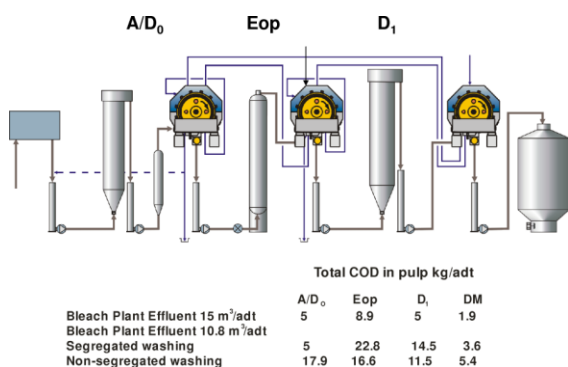 A/D₀ Eop D₁
Total COD in pulp kg/adt
A/D₀ Eop D₁ DM
Bleach Plant Effluent 15 m³/adt 5 8.9 5 1.9
Bleach Plant Effluent 10.8 m³/adt
Segregated washing 5 22.8 14.5 3.6
Non-segregated washing 17.9 16.6 11.5 5.4